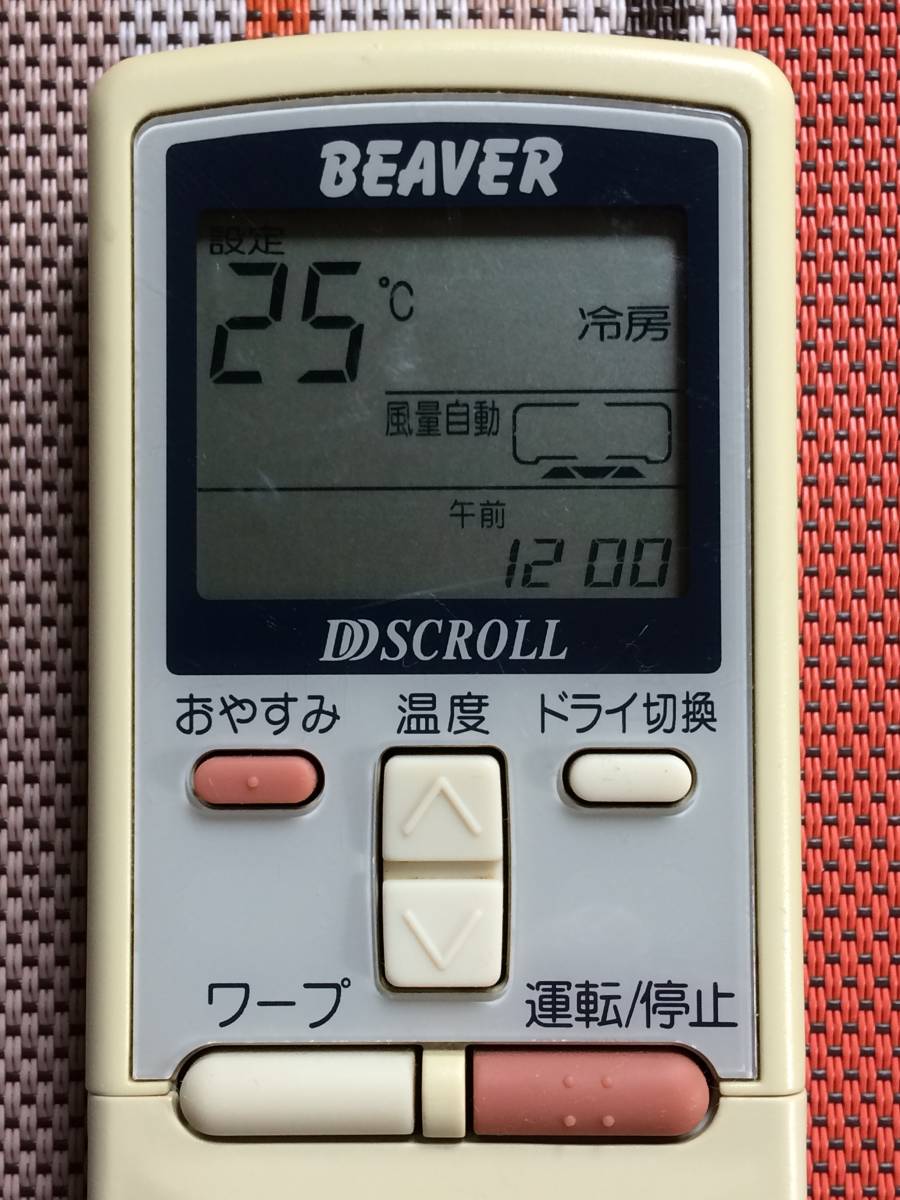 BEAVER
設定
25℃
冷房
風量自動
午前
12 00
DDSCROLL
おやすみ 温度 ドライ切換
ワープ 運転/停止